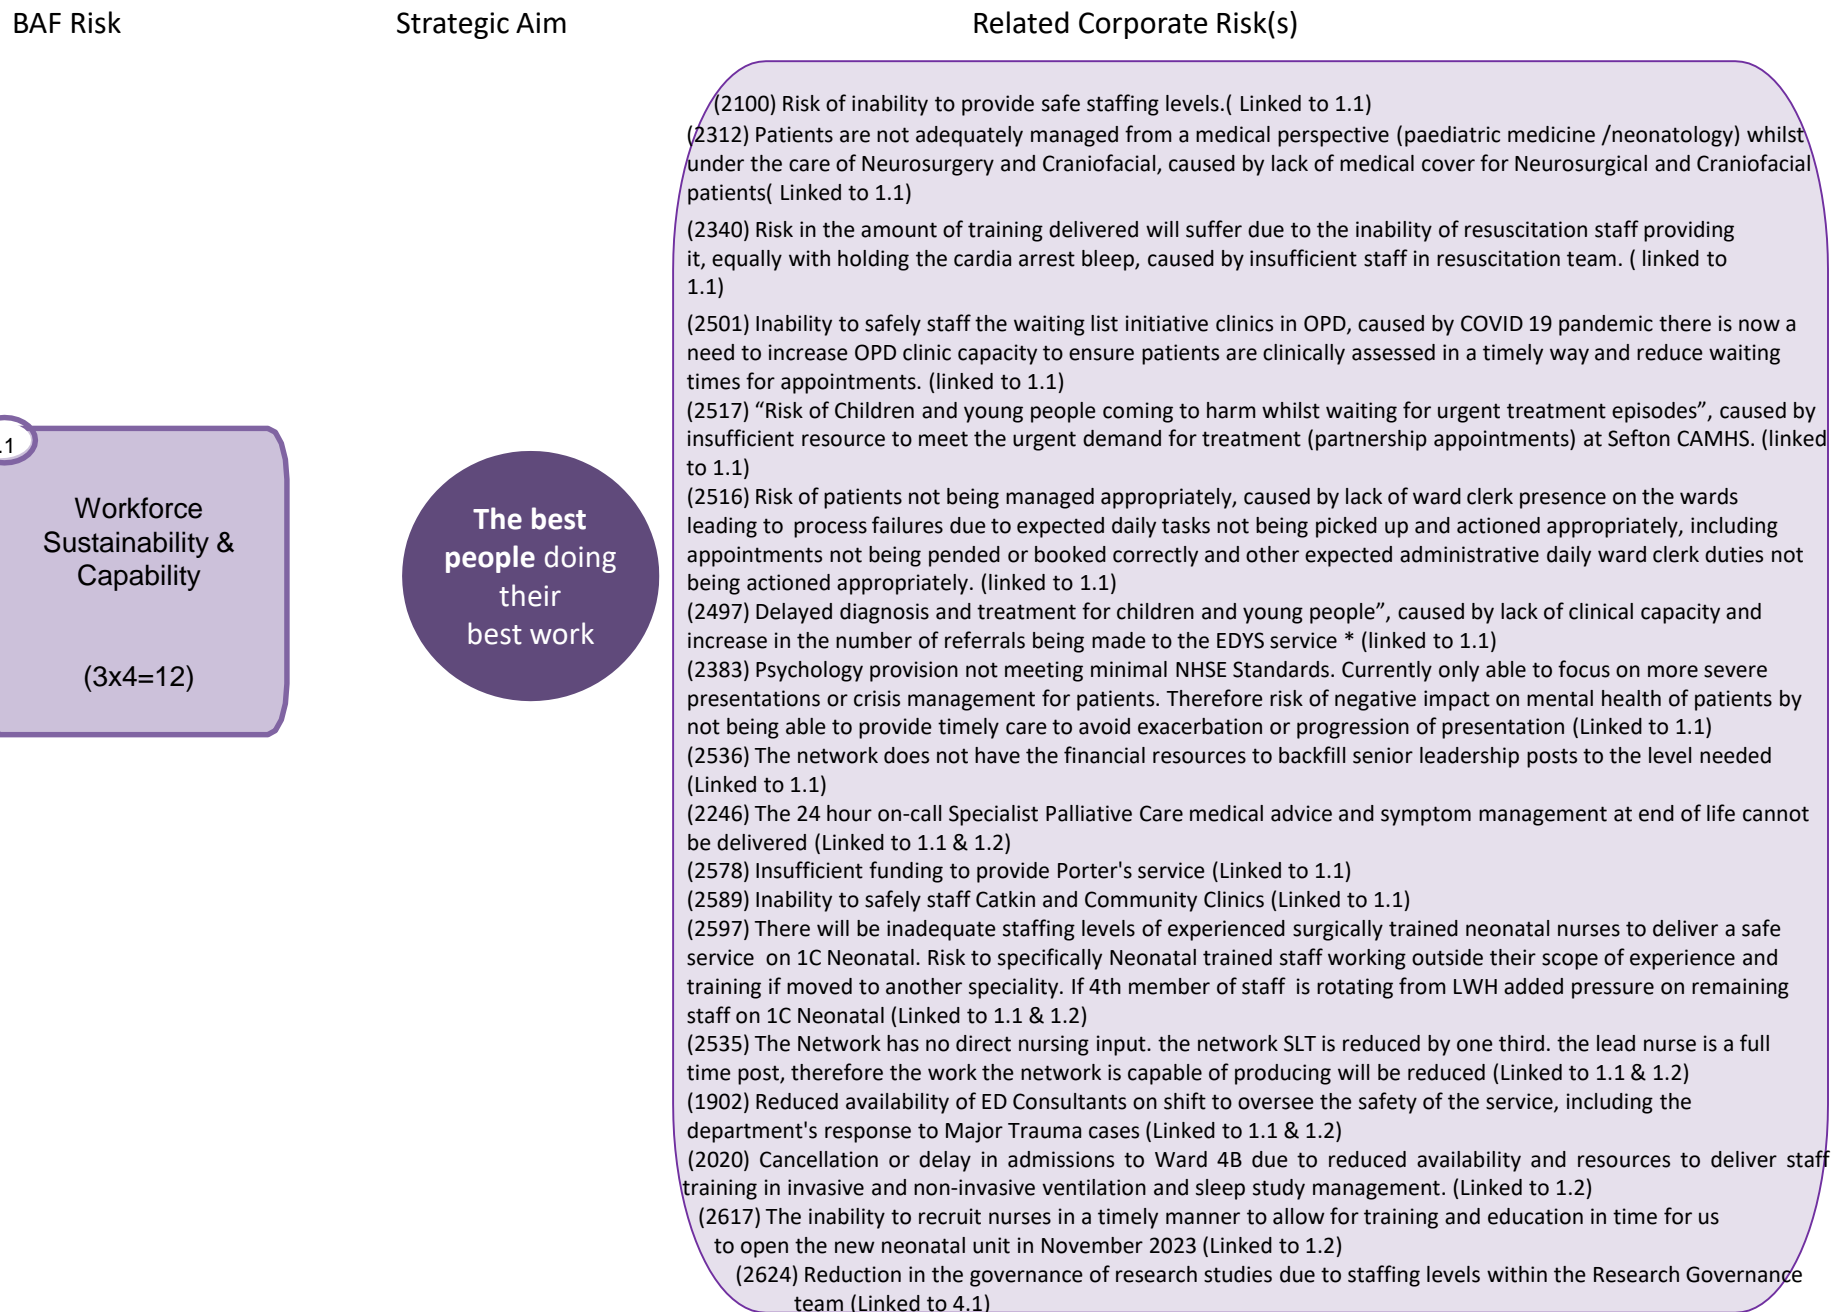 BAF Risk
Strategic Aim
Related Corporate Risk(s)
.1
Workforce
Sustainability &
Capability
(3x4=12)
The best
people doing
their
best work
(2100) Risk of inability to provide safe staffing levels.( Linked to 1.1)
(2312) Patients are not adequately managed from a medical perspective (paediatric medicine /neonatology) whilst
under the care of Neurosurgery and Craniofacial, caused by lack of medical cover for Neurosurgical and Craniofacial
patients( Linked to 1.1)
(2340) Risk in the amount of training delivered will suffer due to the inability of resuscitation staff providing
it, equally with holding the cardia arrest bleep, caused by insufficient staff in resuscitation team. ( linked to
1.1)
(2501) Inability to safely staff the waiting list initiative clinics in OPD, caused by COVID 19 pandemic there is now a
need to increase OPD clinic capacity to ensure patients are clinically assessed in a timely way and reduce waiting
times for appointments. (linked to 1.1)
(2517) “Risk of Children and young people coming to harm whilst waiting for urgent treatment episodes”, caused by
insufficient resource to meet the urgent demand for treatment (partnership appointments) at Sefton CAMHS. (linked
to 1.1)
(2516) Risk of patients not being managed appropriately, caused by lack of ward clerk presence on the wards
leading to process failures due to expected daily tasks not being picked up and actioned appropriately, including
appointments not being pended or booked correctly and other expected administrative daily ward clerk duties not
being actioned appropriately. (linked to 1.1)
(2497) Delayed diagnosis and treatment for children and young people”, caused by lack of clinical capacity and
increase in the number of referrals being made to the EDYS service * (linked to 1.1)
(2383) Psychology provision not meeting minimal NHSE Standards. Currently only able to focus on more severe
presentations or crisis management for patients. Therefore risk of negative impact on mental health of patients by
not being able to provide timely care to avoid exacerbation or progression of presentation (Linked to 1.1)
(2536) The network does not have the financial resources to backfill senior leadership posts to the level needed
(Linked to 1.1)
(2246) The 24 hour on-call Specialist Palliative Care medical advice and symptom management at end of life cannot
be delivered (Linked to 1.1 & 1.2)
(2578) Insufficient funding to provide Porter's service (Linked to 1.1)
(2589) Inability to safely staff Catkin and Community Clinics (Linked to 1.1)
(2597) There will be inadequate staffing levels of experienced surgically trained neonatal nurses to deliver a safe
service on 1C Neonatal. Risk to specifically Neonatal trained staff working outside their scope of experience and
training if moved to another speciality. If 4th member of staff is rotating from LWH added pressure on remaining
staff on 1C Neonatal (Linked to 1.1 & 1.2)
(2535) The Network has no direct nursing input. the network SLT is reduced by one third. the lead nurse is a full
time post, therefore the work the network is capable of producing will be reduced (Linked to 1.1 & 1.2)
(1902) Reduced availability of ED Consultants on shift to oversee the safety of the service, including the
department's response to Major Trauma cases (Linked to 1.1 & 1.2)
(2020) Cancellation or delay in admissions to Ward 4B due to reduced availability and resources to deliver staff
training in invasive and non-invasive ventilation and sleep study management. (Linked to 1.2)
(2617) The inability to recruit nurses in a timely manner to allow for training and education in time for us
to open the new neonatal unit in November 2023 (Linked to 1.2)
(2624) Reduction in the governance of research studies due to staffing levels within the Research Governance
team (Linked to 4.1)